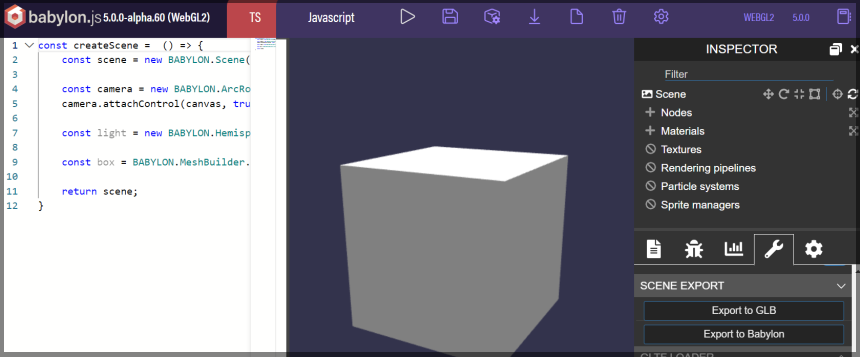 babylon.js 5.0.0-alpha.60 (WebGL2) TS Javascript WEBGL2 5.0.0
1 const createScene = () => {
2 const scene = new BABYLON.Scene(
3
4 const camera = new BABYLON.ArcRo
5 camera.attachControl(canvas, tru
6
7 const light = new BABYLON.Hemisp
8
9 const box = BABYLON.MeshBuilder.
10
11 return scene;
12 }
INSPECTOR
Filter
Scene
Nodes
Materials
Textures
Rendering pipelines
Particle systems
Sprite managers
SCENE EXPORT
Export to GLB
Export to Babylon
GLTF LOADER